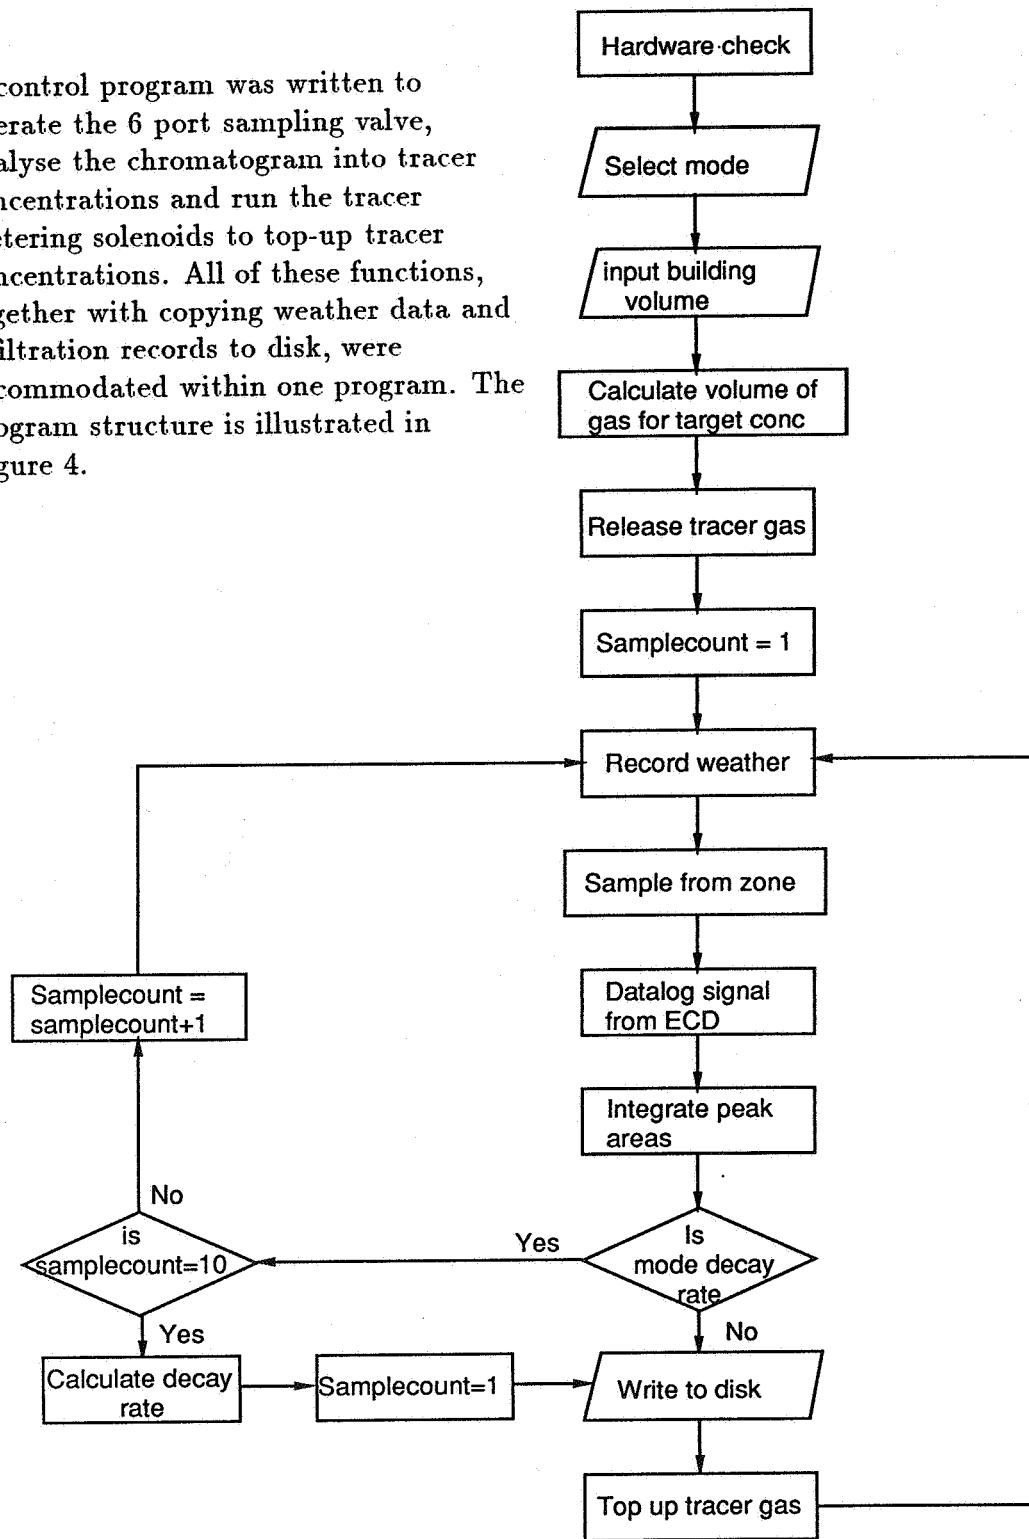 control program was written to
erate the 6 port sampling valve,
alyse the chromatogram into tracer
ncentrations and run the tracer
etering solenoids to top-up tracer
ncentrations. All of these functions,
gether with copying weather data and
filtration records to disk, were
commodated within one program. The
ogram structure is illustrated in
gure 4.
Hardware check
Select mode
input building
volume
Calculate volume of
gas for target conc
Release tracer gas
Samplecount = 1
Record weather
Sample from zone
Datalog signal
from ECD
Integrate peak
areas
Is
mode decay
rate
Yes
No
is
samplecount=10
No
Samplecount =
samplecount+1
Yes
Calculate decay
rate
Samplecount=1
Write to disk
Top up tracer gas